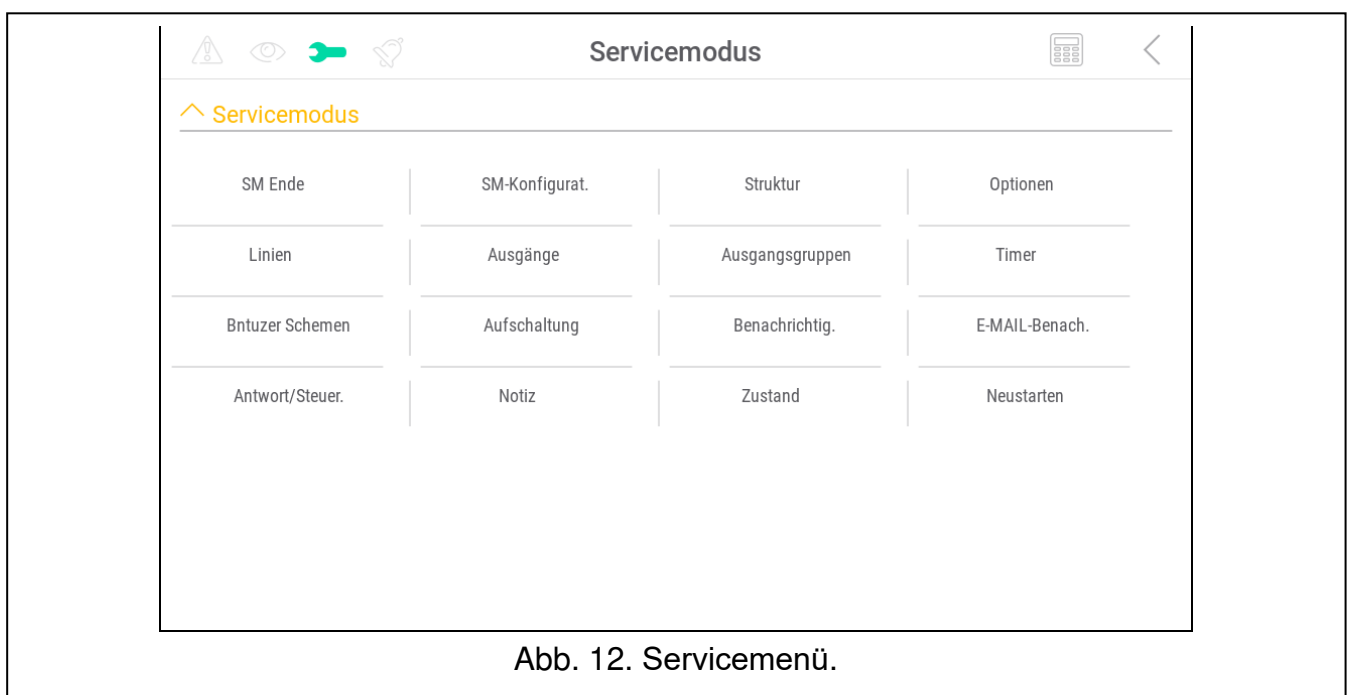 Servicemodus
Servicemodus
SM Ende
SM-Konfigurat.
Struktur
Optionen
Linien
Ausgänge
Ausgangsgruppen
Timer
Bntuzer Schemen
Aufschaltung
Benachrichtig.
E-MAIL-Benach.
Antwort/Steuer.
Notiz
Zustand
Neustarten
Abb. 12. Servicemenü.